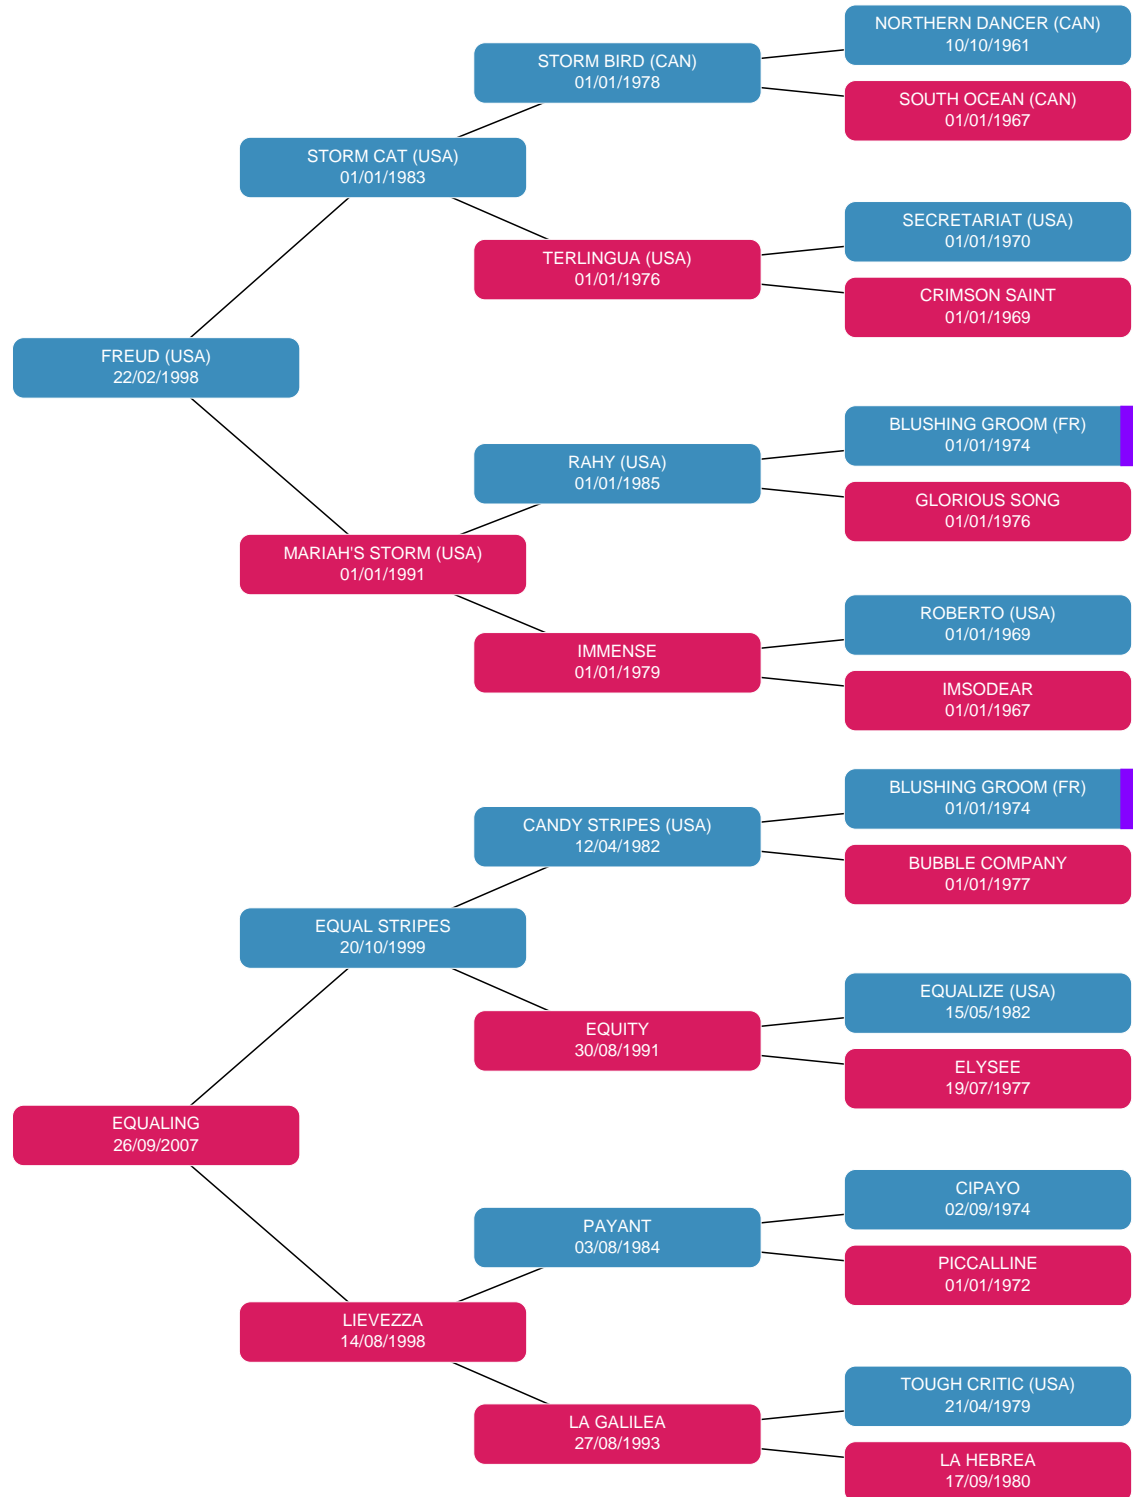 NORTHERN DANCER (CAN)
10/10/1961
STORM BIRD (CAN)
01/01/1978
SOUTH OCEAN (CAN)
01/01/1967
STORM CAT (USA)
01/01/1983
SECRETARIAT (USA)
01/01/1970
TERLINGUA (USA)
01/01/1976
CRIMSON SAINT
01/01/1969
FREUD (USA)
22/02/1998
BLUSHING GROOM (FR)
01/01/1974
RAHY (USA)
01/01/1985
GLORIOUS SONG
01/01/1976
MARIAH'S STORM (USA)
01/01/1991
ROBERTO (USA)
01/01/1969
IMMENSE
01/01/1979
IMSODEAR
01/01/1967
BLUSHING GROOM (FR)
01/01/1974
CANDY STRIPES (USA)
12/04/1982
BUBBLE COMPANY
01/01/1977
EQUAL STRIPES
20/10/1999
EQUALIZE (USA)
15/05/1982
EQUITY
30/08/1991
ELYSEE
19/07/1977
EQUALING
26/09/2007
CIPAYO
02/09/1974
PAYANT
03/08/1984
PICCALLINE
01/01/1972
LIEVEZZA
14/08/1998
TOUGH CRITIC (USA)
21/04/1979
LA GALILEA
27/08/1993
LA HEBREA
17/09/1980